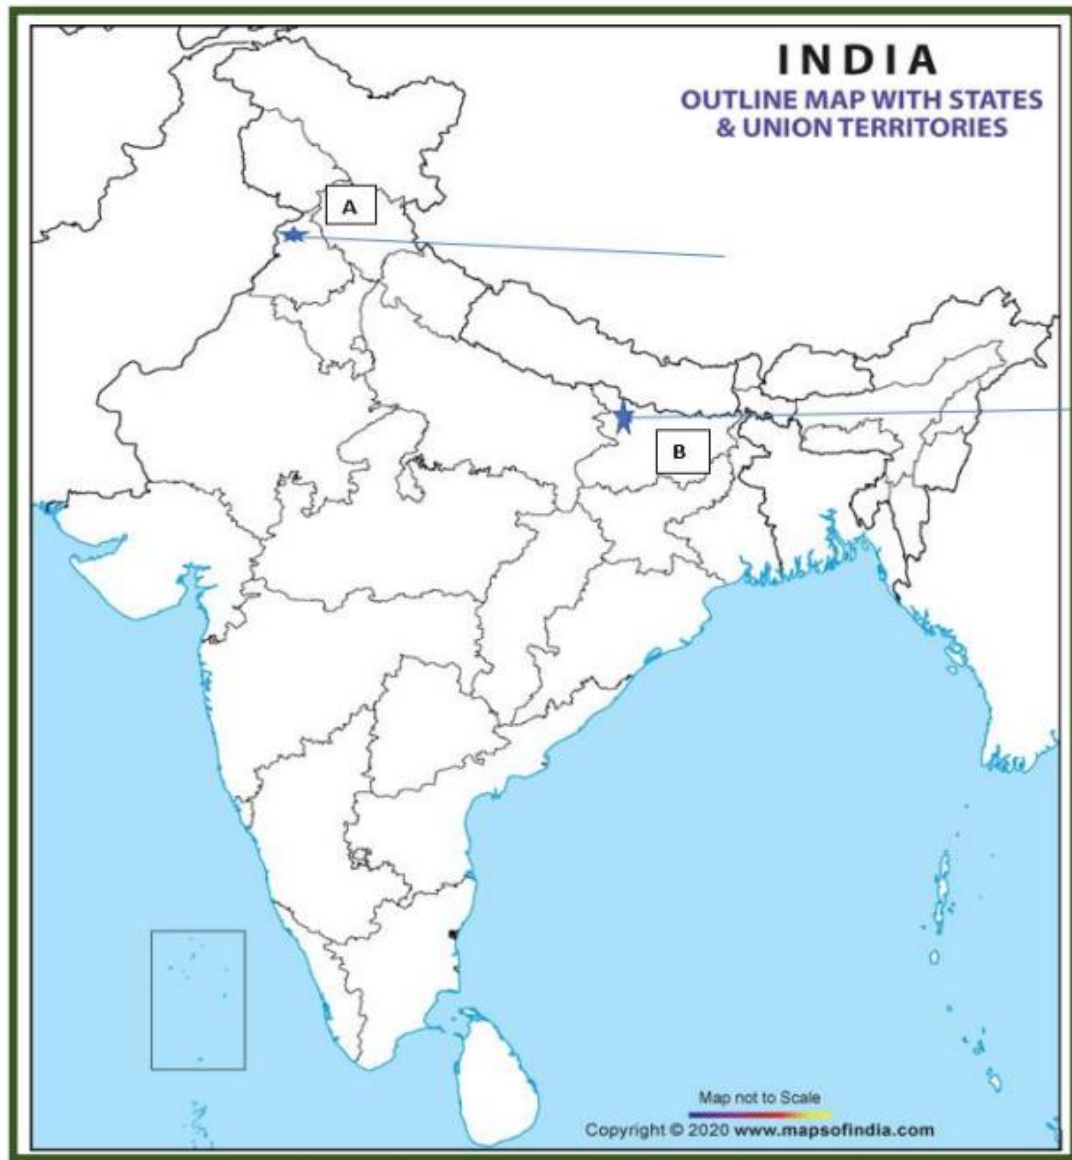 INDIA
OUTLINE MAP WITH STATES
& UNION TERRITORIES
A
B
Map not to Scale
Copyright © 2020 www.mapsofindia.com